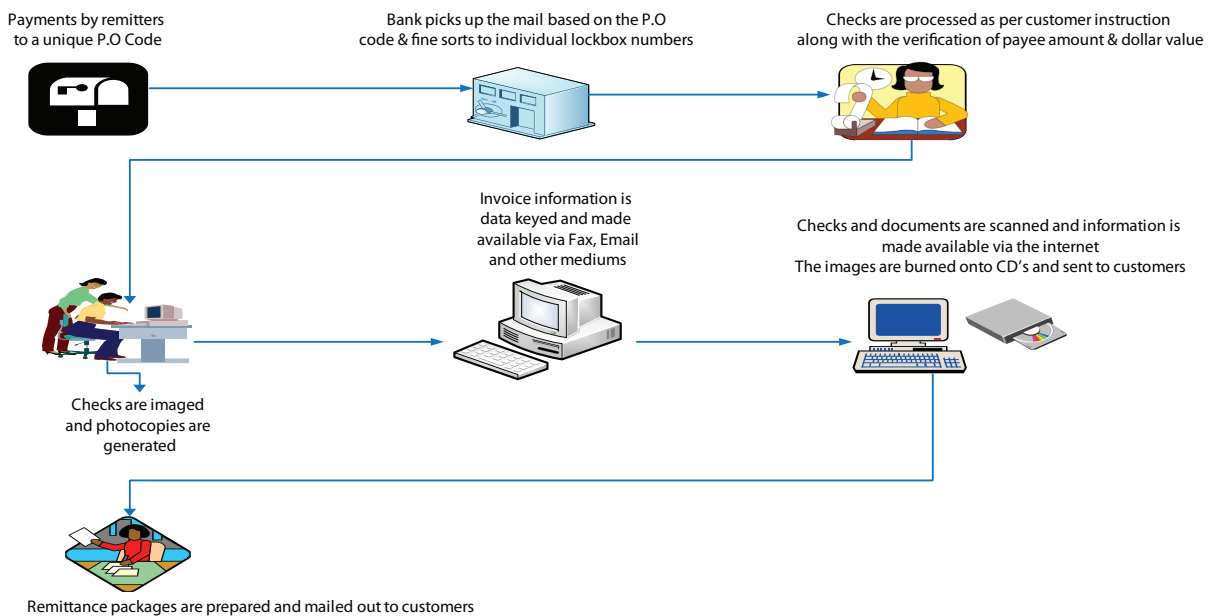 Payments by remitters
to a unique P.O Code
Bank picks up the mail based on the P.O
code & fine sorts to individual lockbox numbers
Checks are processed as per customer instruction
along with the verification of payee amount & dollar value
Checks are imaged
and photocopies are
generated
Invoice information is
data keyed and made
available via Fax, Email
and other mediums
Checks and documents are scanned and information is
made available via the internet
The images are burned onto CD's and sent to customers
Remittance packages are prepared and mailed out to customers